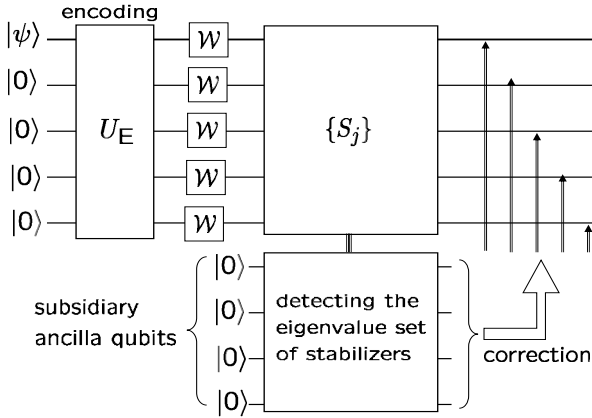 encoding
|ψ⟩ 𝒲
|0⟩ 𝒲
|0⟩ U_E 𝒲 {S_j}
|0⟩ 𝒲
|0⟩ 𝒲
|0⟩
subsidiary
ancilla qubits
|0⟩
|0⟩
|0⟩
detecting the
eigenvalue set
of stabilizers
correction